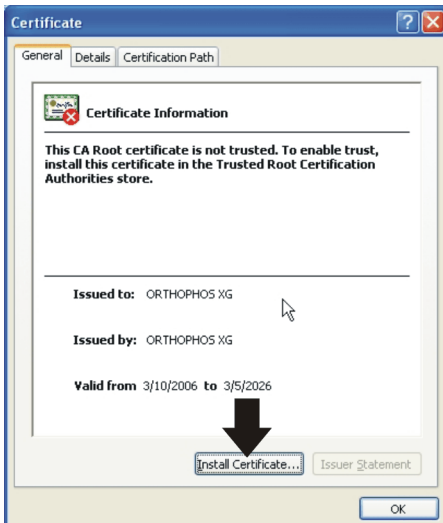 Certificate
General Details Certification Path
Certificate Information
This CA Root certificate is not trusted. To enable trust,
install this certificate in the Trusted Root Certification
Authorities store.
Issued to: ORTHOPHOS XG
Issued by: ORTHOPHOS XG
Valid from 3/10/2006 to 3/5/2026
Install Certificate... Issuer Statement
OK